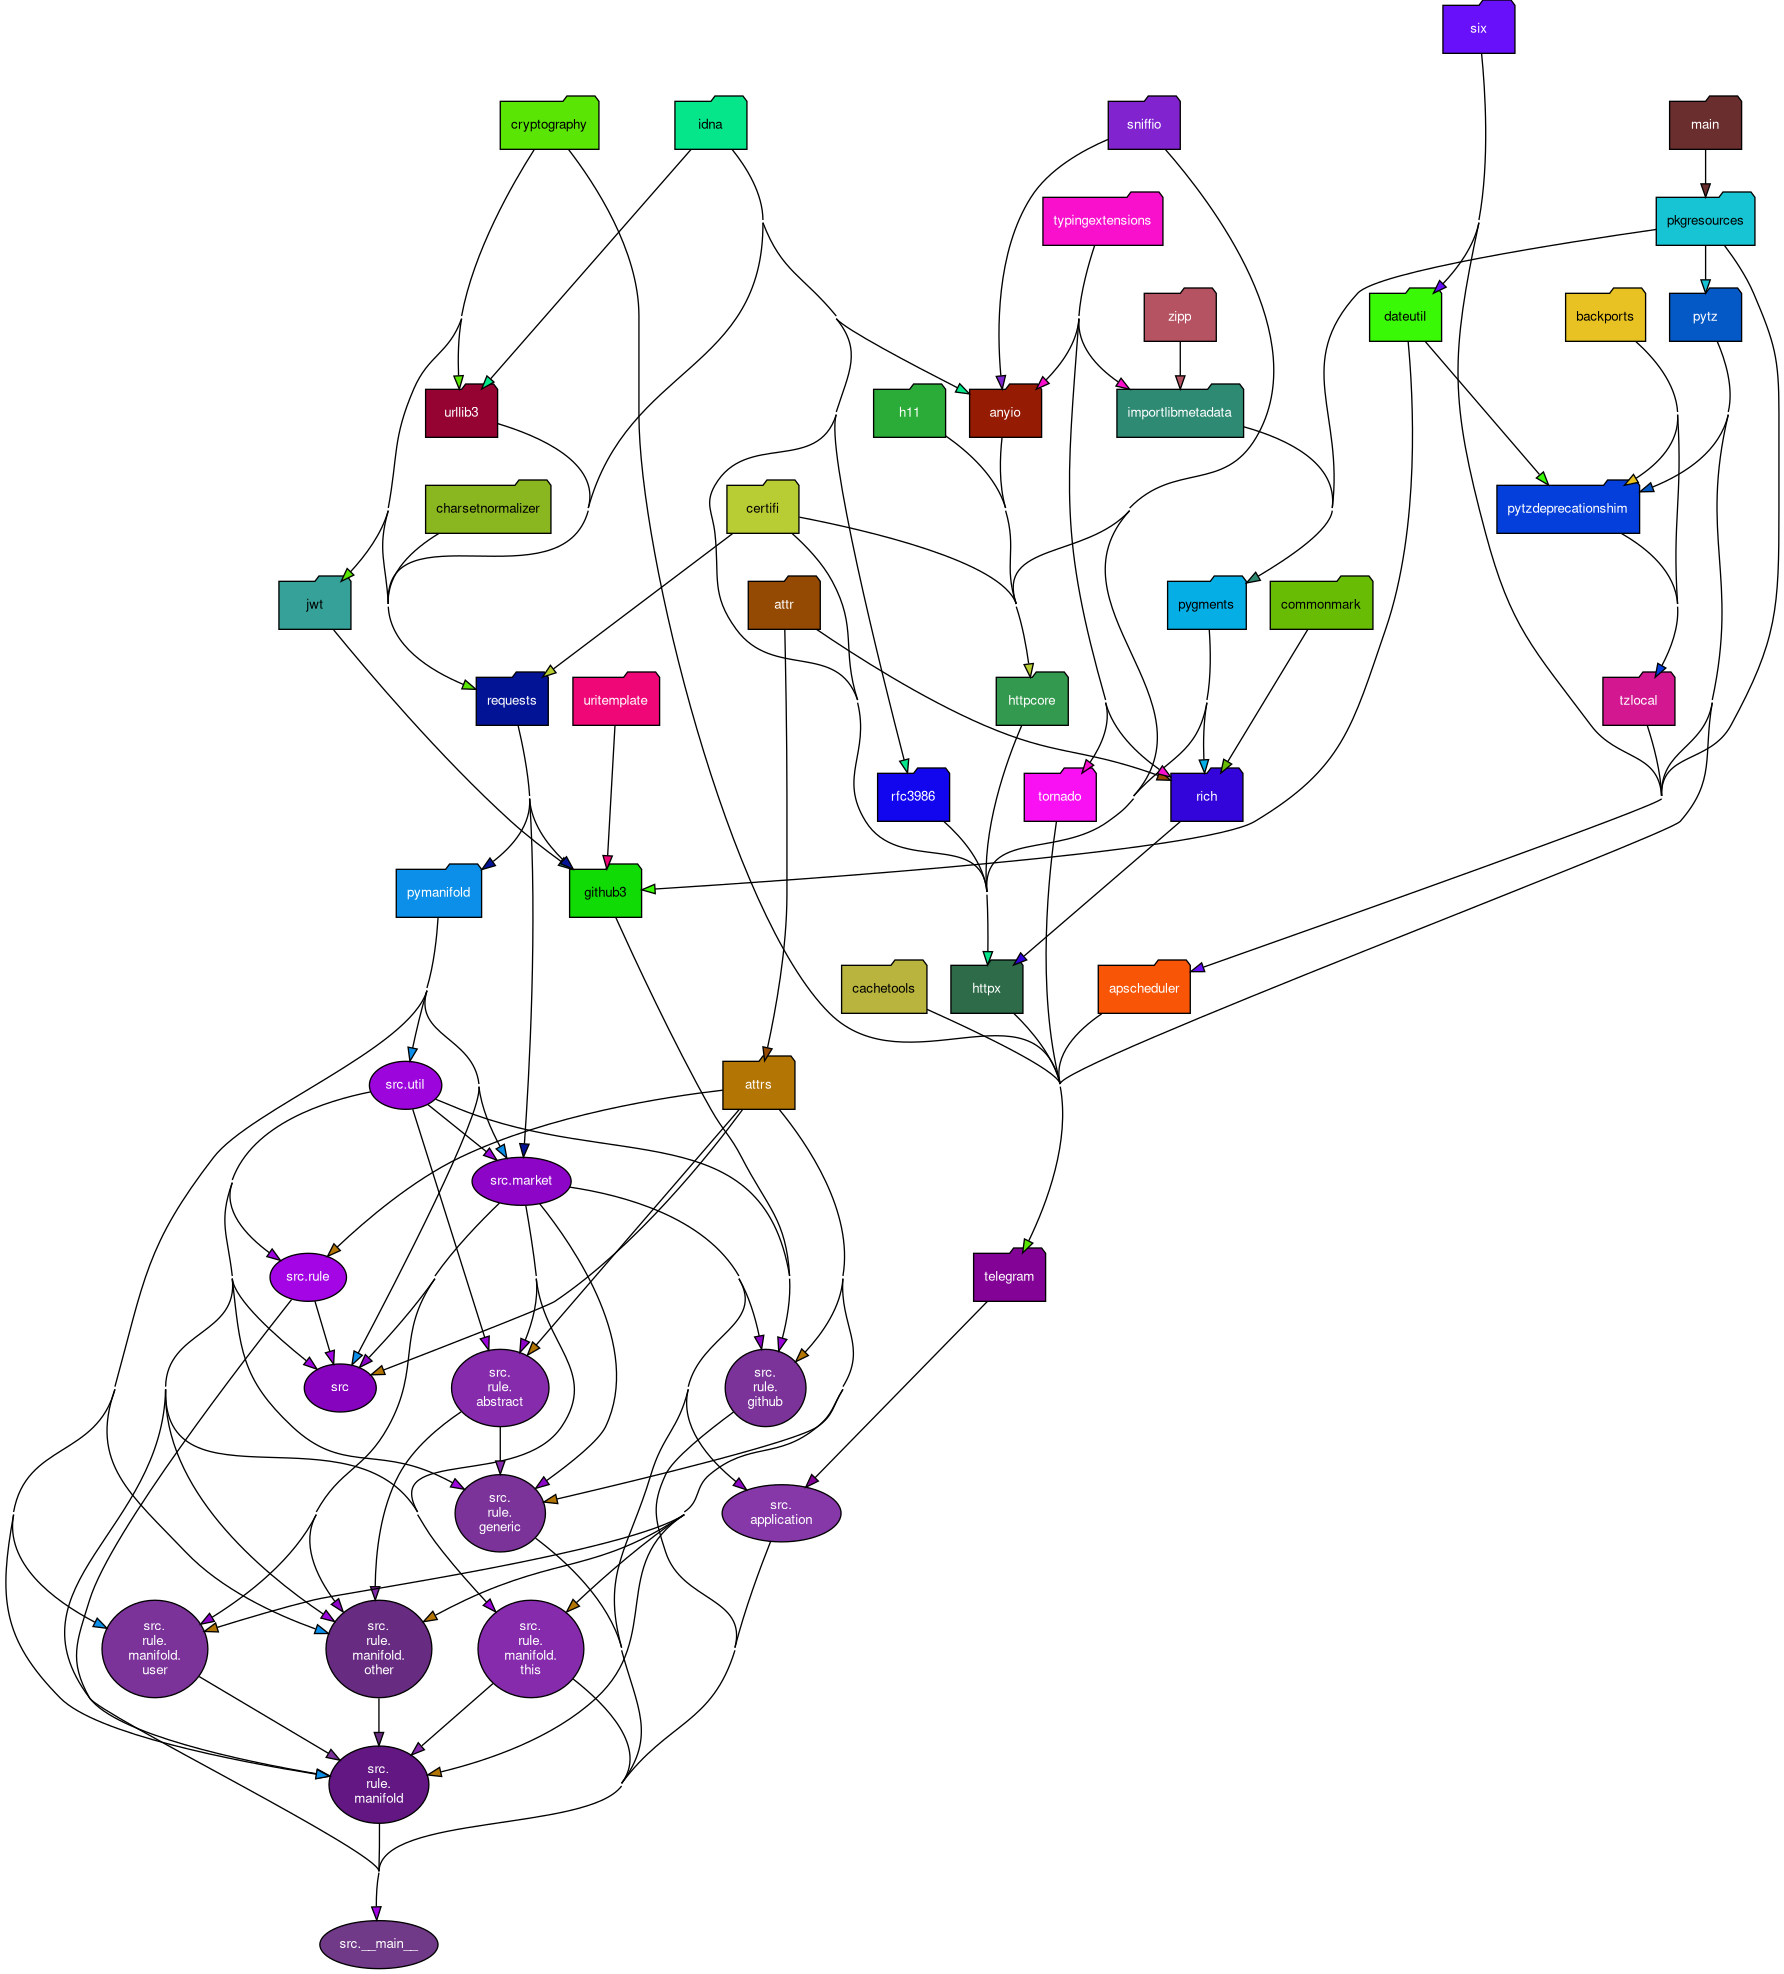 six
cryptography
idna
sniffio
main
typingextensions
pkgresources
zipp
dateutil
backports
pytz
urllib3
h11
anyio
importlibmetadata
charsetnormalizer
certifi
pytzdeprecationshim
jwt
attr
pygments
commonmark
requests
uritemplate
httpcore
tzlocal
rfc3986
tornado
rich
pymanifold
github3
cachetools
httpx
apscheduler
src.util
attrs
src.market
src.rule
telegram
src
src.
rule.
abstract
src.
rule.
github
src.
rule.
generic
src.
application
src.
rule.
manifold.
user
src.
rule.
manifold.
other
src.
rule.
manifold.
this
src.
rule.
manifold
src.__main__